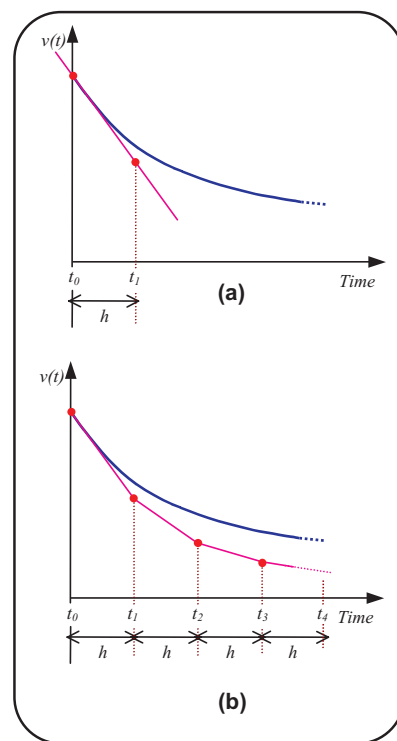 v(t)
t0 t1 Time
h
(a)
v(t)
t0 t1 t2 t3 t4 Time
h h h h
(b)